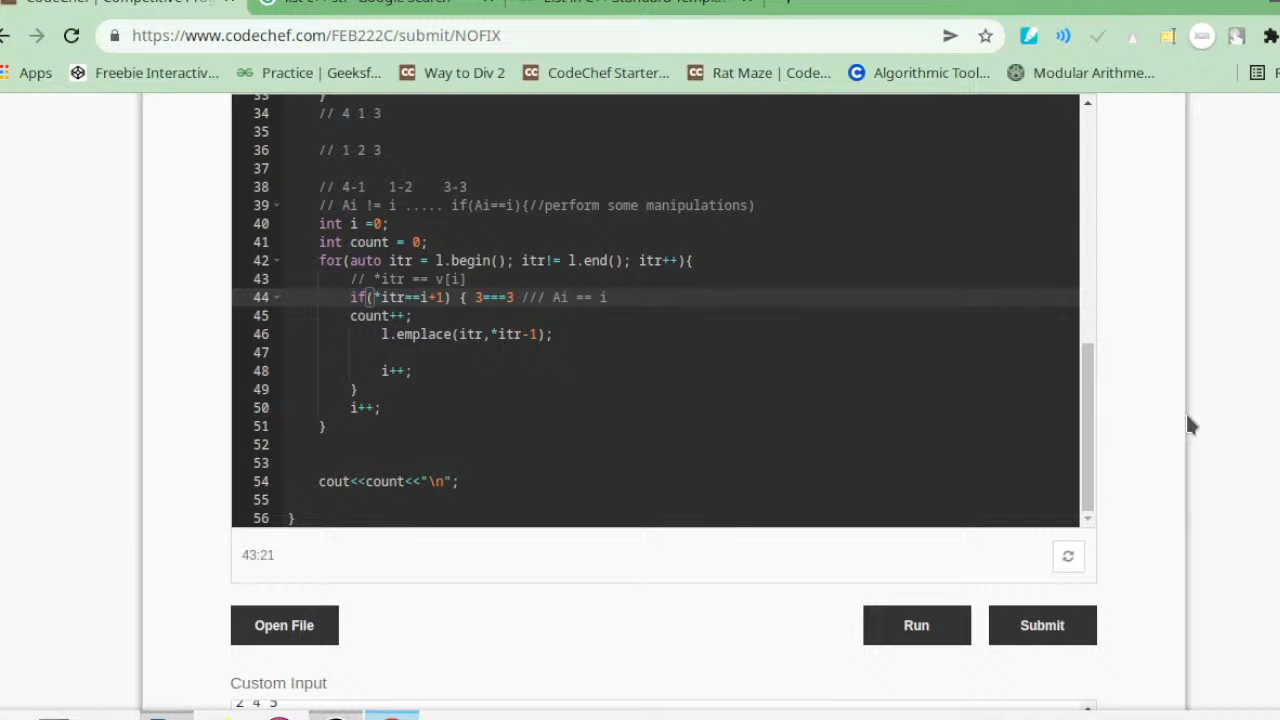 https://www.codechef.com/FEB222C/submit/NOFIX
Apps Freebie Interactiv... Practice | Geeksf... Way to Div 2 CodeChef Starter... Rat Maze | Code... Algorithmic Tool... Modular Arithme...
33 }
34 // 4 1 3
35
36 // 1 2 3
37
38 // 4-1 1-2 3-3
39 // Ai != i ..... if(Ai==i){//perform some manipulations)
40 int i =0;
41 int count = 0;
42 for(auto itr = l.begin(); itr!= l.end(); itr++){
43 // *itr == v[i]
44 if(*itr==i+1) { 3===3 /// Ai == i
45 count++;
46 l.emplace(itr,*itr-1);
47
48 i++;
49 }
50 i++;
51 }
52
53
54 cout<<count<<"\n";
55
56 }
43:21
Open File Run Submit
Custom Input
2 4 5